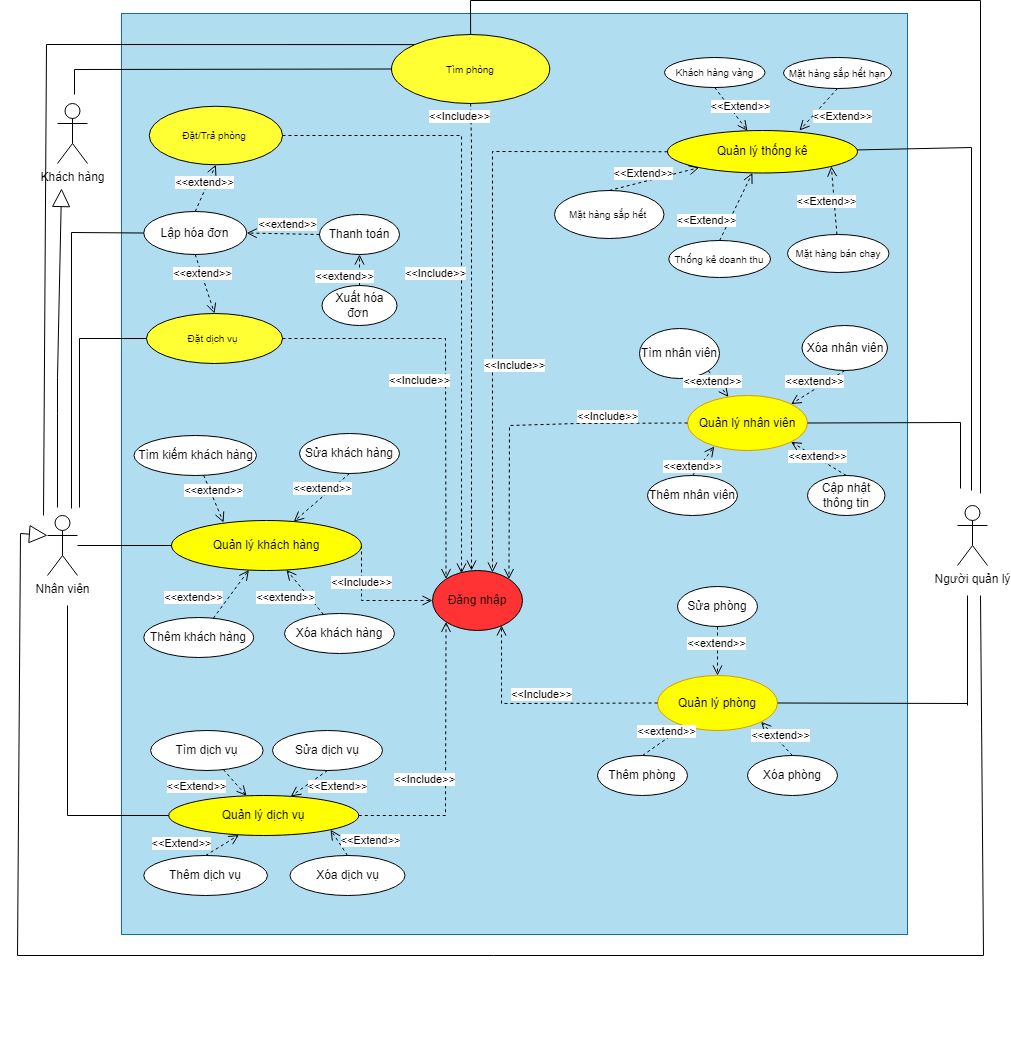 Tìm phòng
<<Include>>
Khách hàng vàng
Mặt hàng sắp hết hạn
<<Extend>>
<<Extend>>
Khách hàng
Đặt/Trả phòng
Quản lý thống kê
<<extend>>
<<Extend>>
Mặt hàng sắp hết
<<Extend>>
<<Extend>>
Lập hóa đơn
<<extend>>
Thanh toán
Thống kê doanh thu
Mặt hàng bán chạy
<<extend>>
<<extend>>
<<Include>>
Xuất hóa
đơn
Đặt dịch vụ
<<Include>>
<<Include>>
Tìm nhân viên
Xóa nhân viên
<<extend>>
<<extend>>
<<Include>>
Quản lý nhân viên
<<extend>>
<<extend>>
Thêm nhân viên
Cập nhật
thông tin
Tìm kiếm khách hàng
Sửa khách hàng
<<extend>>
<<extend>>
Quản lý khách hàng
<<Include>>
Nhân viên
Người quản lý
<<extend>>
<<extend>>
Đăng nhập
Thêm khách hàng
Xóa khách hàng
Sửa phòng
<<extend>>
<<Include>>
Quản lý phòng
<<extend>>
<<extend>>
Thêm phòng
Xóa phòng
Tìm dịch vụ
Sửa dịch vụ
<<Extend>>
<<Extend>>
<<Include>>
Quản lý dịch vụ
<<Extend>>
<<Extend>>
Thêm dịch vụ
Xóa dịch vụ